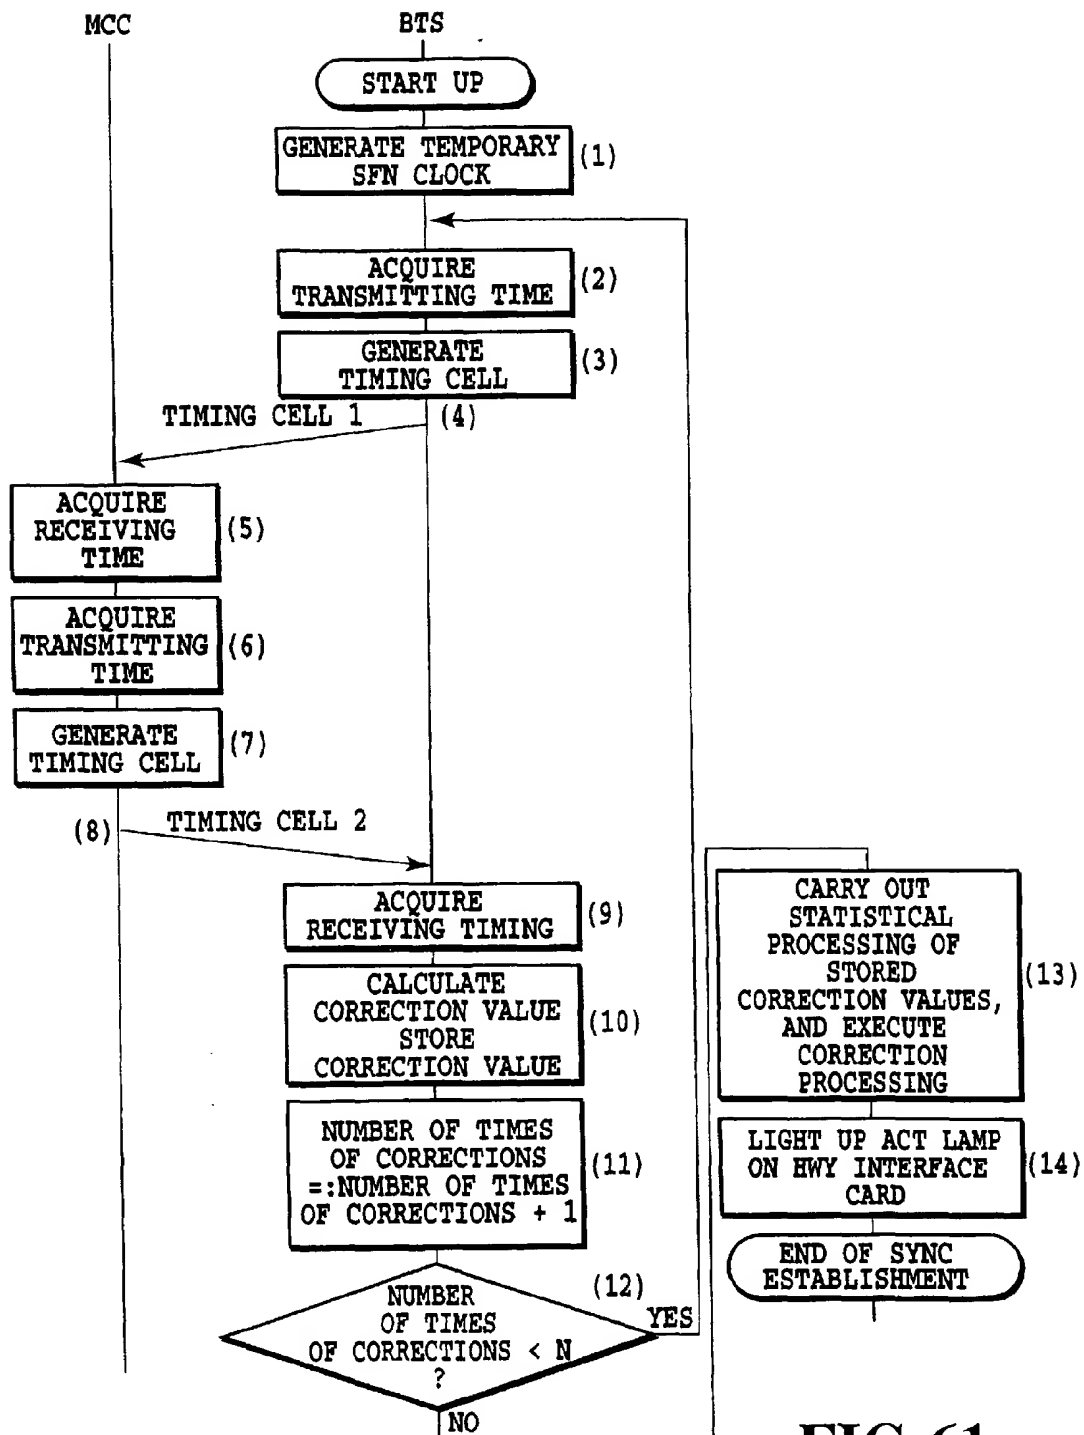 MCC
BTS
START UP
GENERATE TEMPORARY
SFN CLOCK
(1)
ACQUIRE
TRANSMITTING TIME
(2)
GENERATE
TIMING CELL
(3)
TIMING CELL 1
(4)
ACQUIRE
RECEIVING
TIME
(5)
ACQUIRE
TRANSMITTING
TIME
(6)
GENERATE
TIMING CELL
(7)
(8)
TIMING CELL 2
ACQUIRE
RECEIVING TIMING
(9)
CALCULATE
CORRECTION VALUE
STORE
CORRECTION VALUE
(10)
NUMBER OF TIMES
OF CORRECTIONS
=:NUMBER OF TIMES
OF CORRECTIONS + 1
(11)
(12)
NUMBER
OF TIMES
OF CORRECTIONS < N
?
YES
NO
CARRY OUT
STATISTICAL
PROCESSING OF
STORED
CORRECTION VALUES,
AND EXECUTE
CORRECTION
PROCESSING
(13)
LIGHT UP ACT LAMP
ON HWY INTERFACE
CARD
(14)
END OF SYNC
ESTABLISHMENT
FIG.61